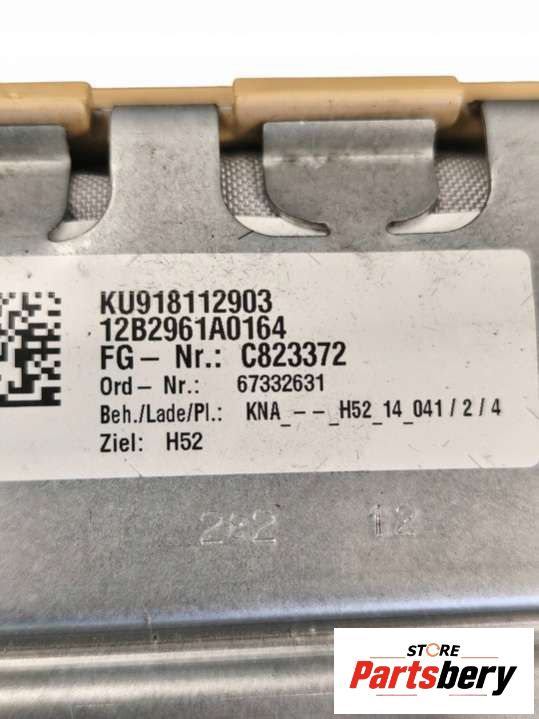 KU918112903
12B2961A0164
FG– Nr.: C823372
Ord–Nr.: 67332631
Beh./Lade/Pl.: KNA_–– _H52_14_041 / 2 / 4
Ziel: H52
12
STORE
Partsbery